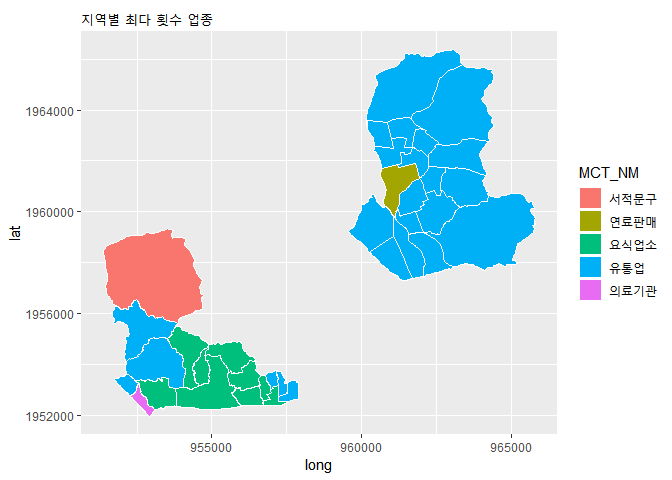 지역별 최다 횟수 업종
1964000
1960000
1956000
1952000
lat
955000
960000
965000
long
MCT_NM
서적문구
연료판매
요식업소
유통업
의료기관